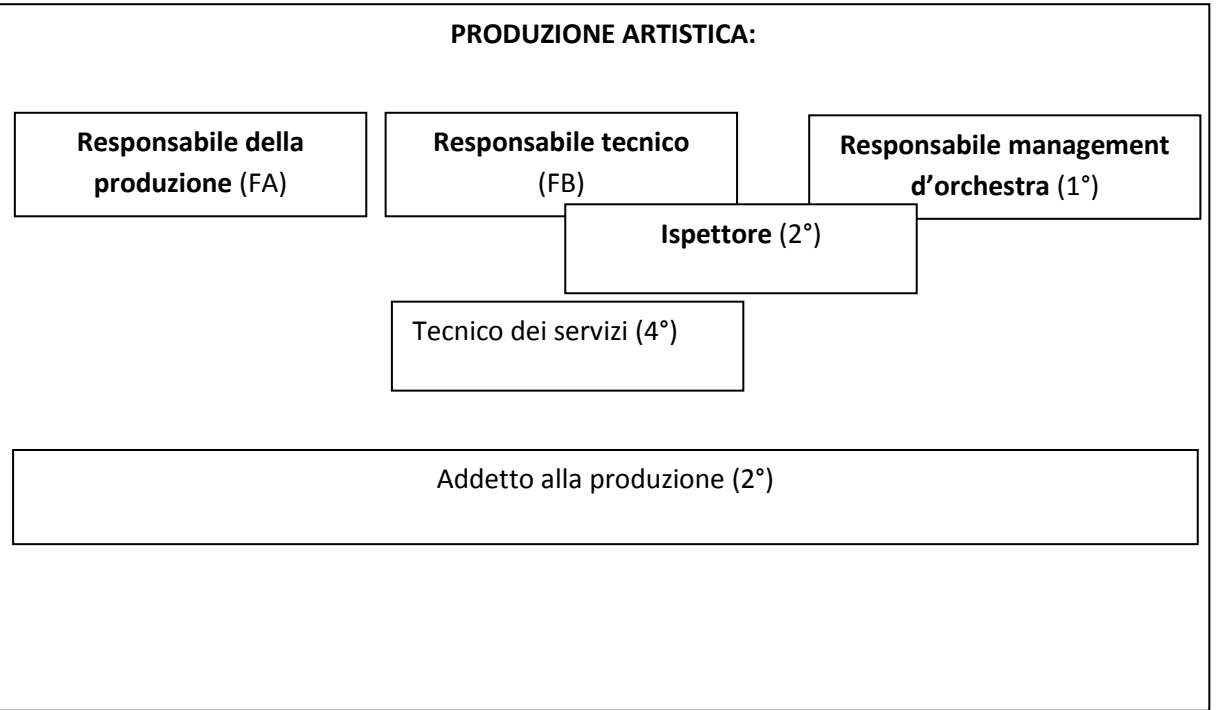 PRODUZIONE ARTISTICA:
Responsabile della
produzione (FA)
Responsabile tecnico
(FB)
Responsabile management
d’orchestra (1°)
Ispettore (2°)
Tecnico dei servizi (4°)
Addetto alla produzione (2°)